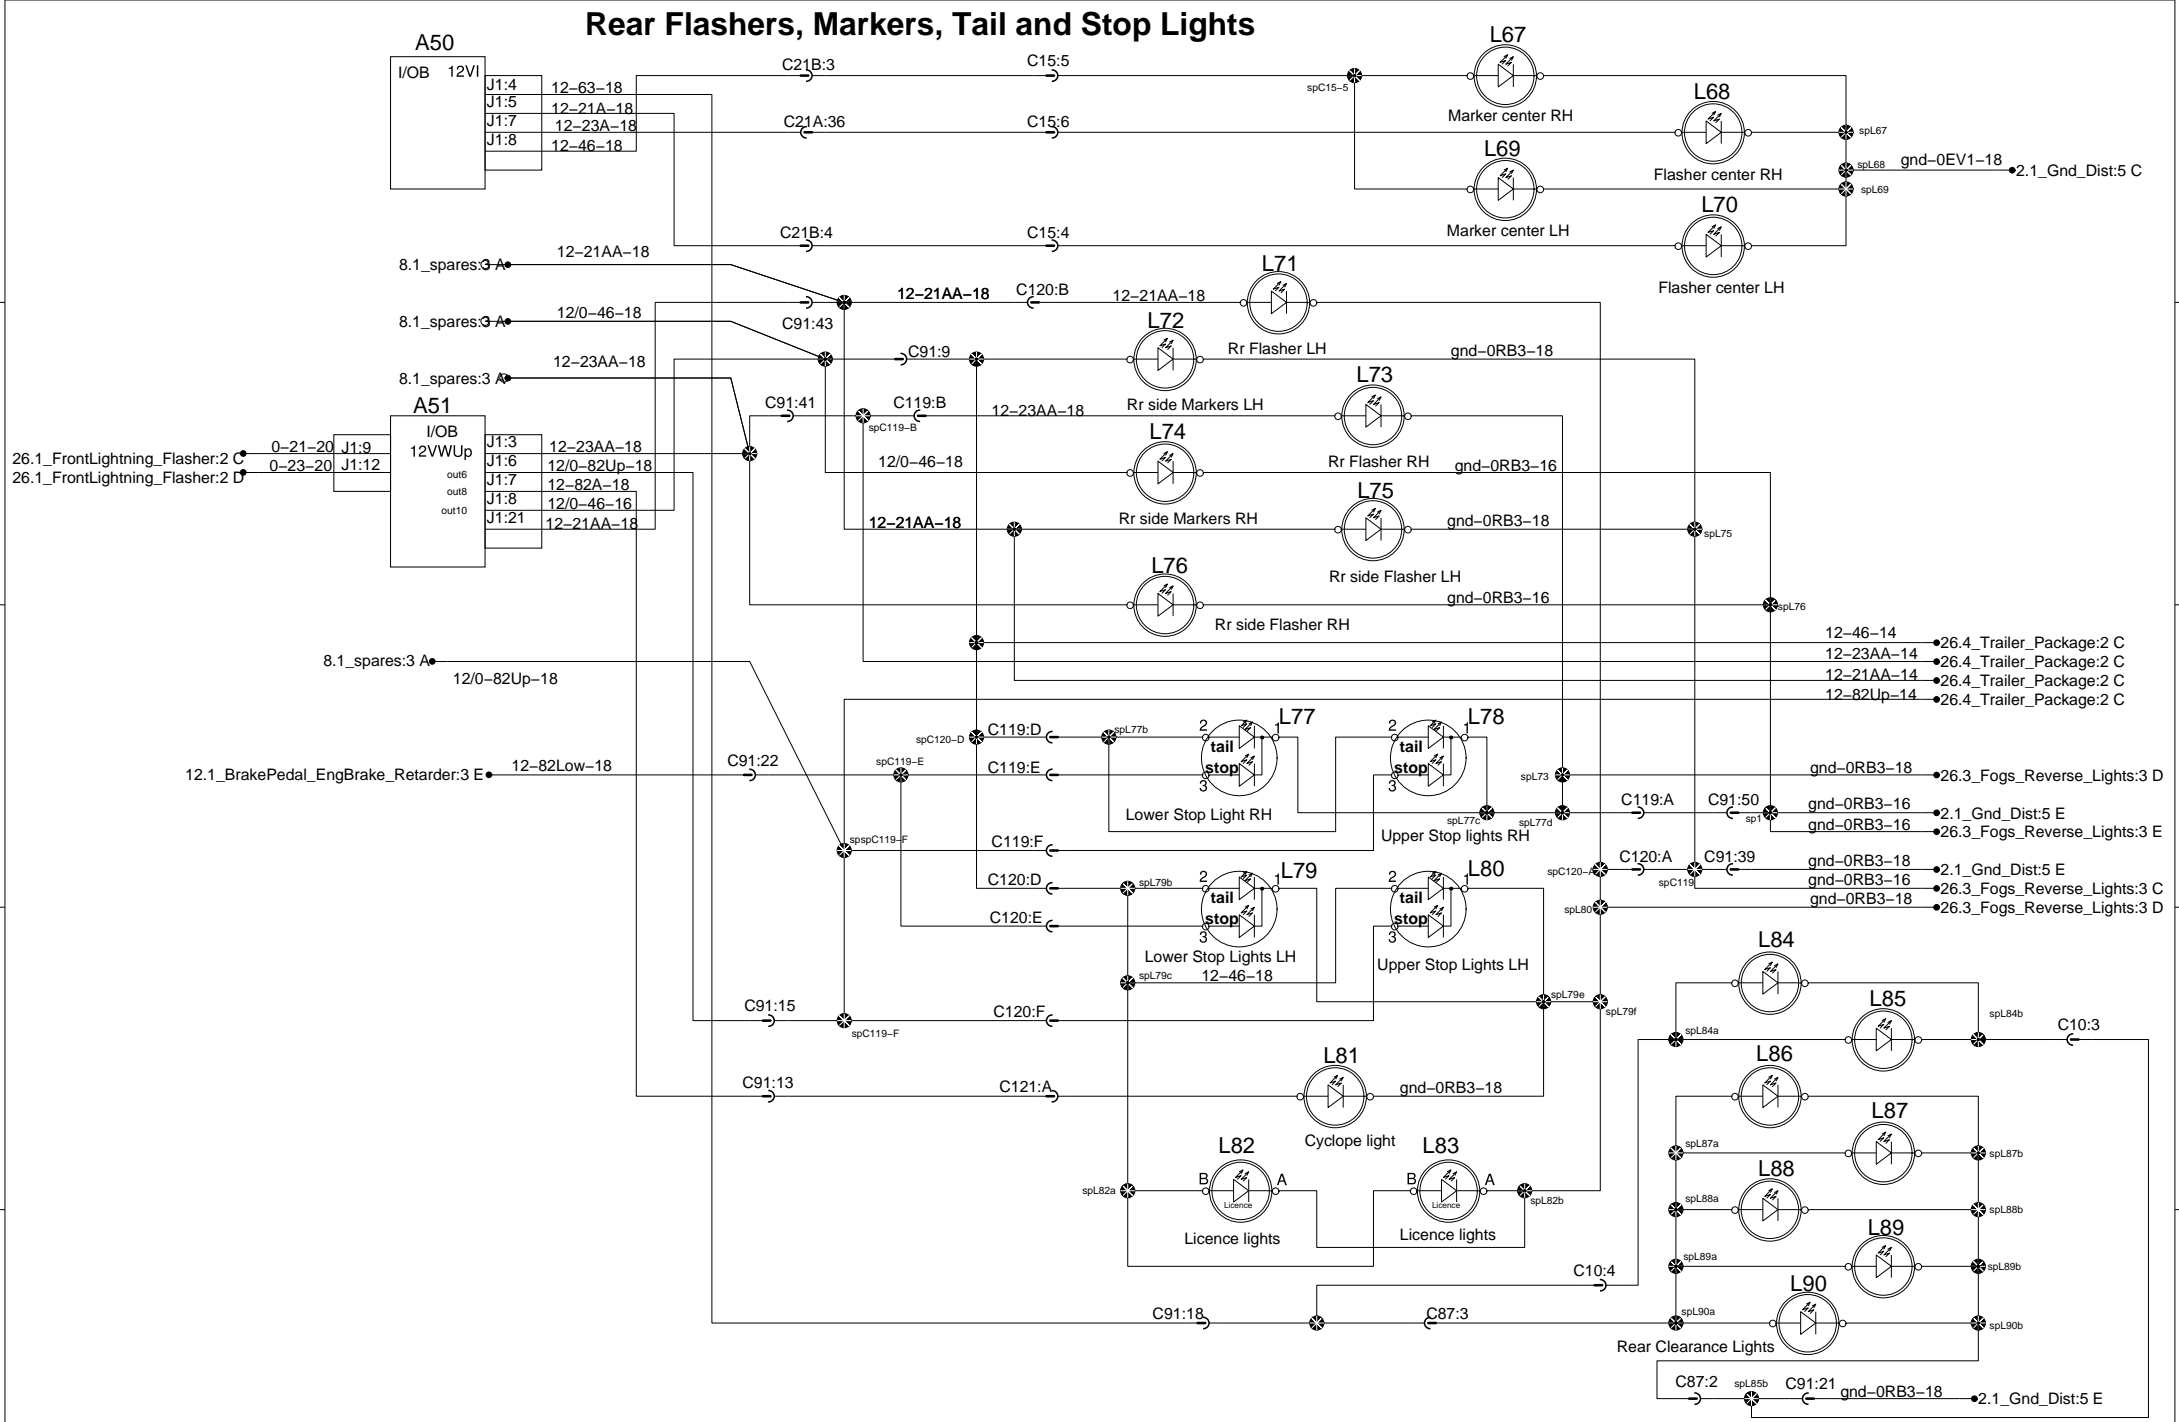 Rear Flashers, Markers, Tail and Stop Lights
A50
I/OB 12VI
J1:4
12-63-18
J1:5
12-21A-18
J1:7
12-23A-18
J1:8
12-46-18
C21B:3
C15:5
spC15-5
L67
Marker center RH
L68
C21A:36
C15:6
spL67
L69
Flasher center RH
spL68
gnd-0EV1-18
2.1_Gnd_Dist:5 C
spL69
Marker center LH
L70
C21B:4
C15:4
Flasher center LH
8.1_spares:3 A
12-21AA-18
12-21AA-18
C120:B
12-21AA-18
L71
Rr Flasher LH
8.1_spares:3 A
12/0-46-18
C91:43
C91:9
L72
gnd-0RB3-18
Rr side Markers LH
8.1_spares:3 A
12-23AA-18
C91:41
C119:B
spC119-B
12-23AA-18
L73
Rr Flasher RH
A51
I/OB
12VWUp
26.1_FrontLightning_Flasher:2 C
0-21-20
J1:9
26.1_FrontLightning_Flasher:2 D
0-23-20
J1:12
J1:3
12-23AA-18
J1:6
12/0-82Up-18
out6
J1:7
12-82A-18
out8
J1:8
12/0-46-16
out10
J1:21
12-21AA-18
12/0-46-18
L74
gnd-0RB3-16
Rr side Markers RH
12-21AA-18
L75
gnd-0RB3-18
spL75
Rr side Flasher LH
L76
gnd-0RB3-16
spL76
Rr side Flasher RH
12-46-14
26.4_Trailer_Package:2 C
12-23AA-14
26.4_Trailer_Package:2 C
12-21AA-14
26.4_Trailer_Package:2 C
12-82Up-14
26.4_Trailer_Package:2 C
8.1_spares:3 A
12/0-82Up-18
spC120-D
C119:D
spL77b
2
1
L77
tail
stop
3
Lower Stop Light RH
2
1
L78
tail
stop
3
Upper Stop lights RH
12.1_BrakePedal_EngBrake_Retarder:3 E
12-82Low-18
C91:22
spC119-E
C119:E
spL73
gnd-0RB3-18
26.3_Fogs_Reverse_Lights:3 D
spL77c
spL77d
C119:A
C91:50
sp1
gnd-0RB3-16
2.1_Gnd_Dist:5 E
gnd-0RB3-16
26.3_Fogs_Reverse_Lights:3 E
spspC119-F
C119:F
C120:D
spL79b
2
1
L79
tail
stop
3
Lower Stop Lights LH
2
1
L80
tail
stop
3
Upper Stop Lights LH
spC120-A
C120:A
spC119
C91:39
gnd-0RB3-18
2.1_Gnd_Dist:5 E
gnd-0RB3-16
26.3_Fogs_Reverse_Lights:3 C
spL80
gnd-0RB3-18
26.3_Fogs_Reverse_Lights:3 D
C120:E
spL79c
12-46-18
spL79e
spL79f
C91:15
spC119-F
C120:F
C91:13
C121:A
L81
gnd-0RB3-18
Cyclope light
spL82a
B
L82
A
Licence
Licence lights
B
L83
A
Licence
Licence lights
spL82b
L84
L85
spL84a
spL84b
C10:3
L86
L87
spL87a
spL87b
L88
spL88a
spL88b
L89
spL89a
spL89b
C10:4
L90
C91:18
C87:3
spL90a
spL90b
Rear Clearance Lights
C87:2
spL85b
C91:21
gnd-0RB3-18
2.1_Gnd_Dist:5 E